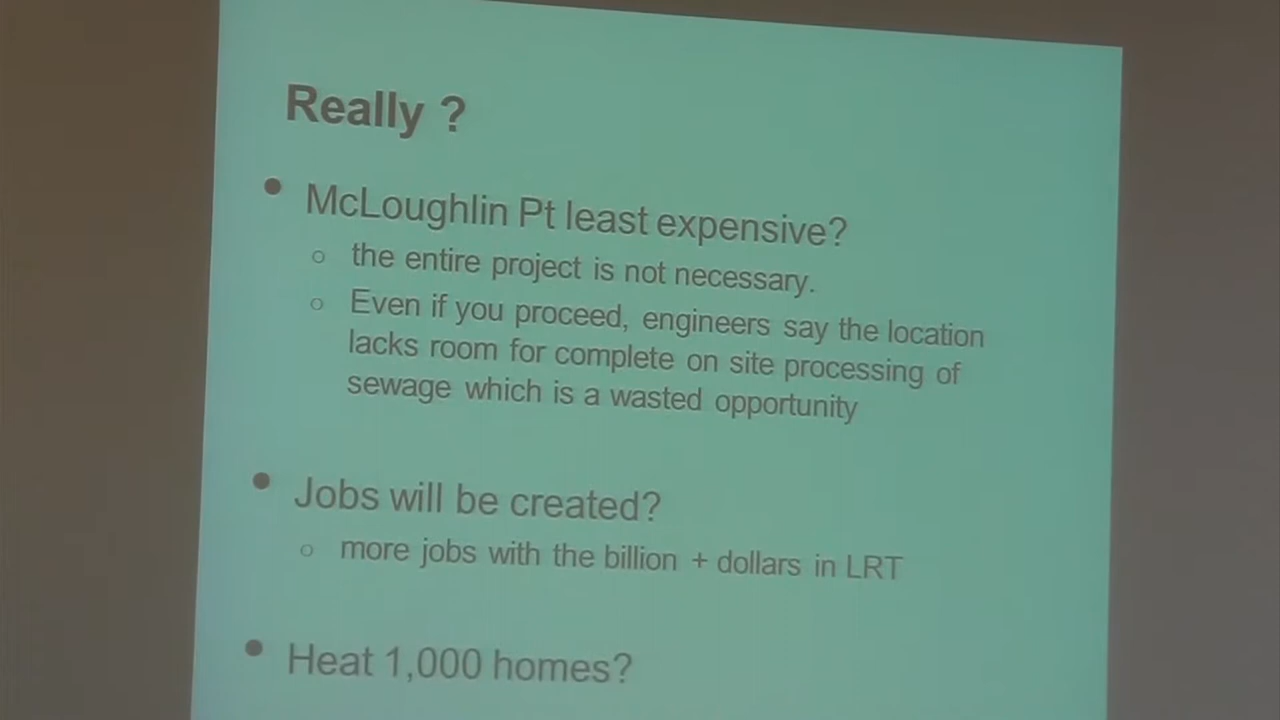 Really ?
• McLoughlin Pt least expensive?
○ the entire project is not necessary.
○ Even if you proceed, engineers say the location
lacks room for complete on site processing of
sewage which is a wasted opportunity
• Jobs will be created?
○ more jobs with the billion + dollars in LRT
• Heat 1,000 homes?